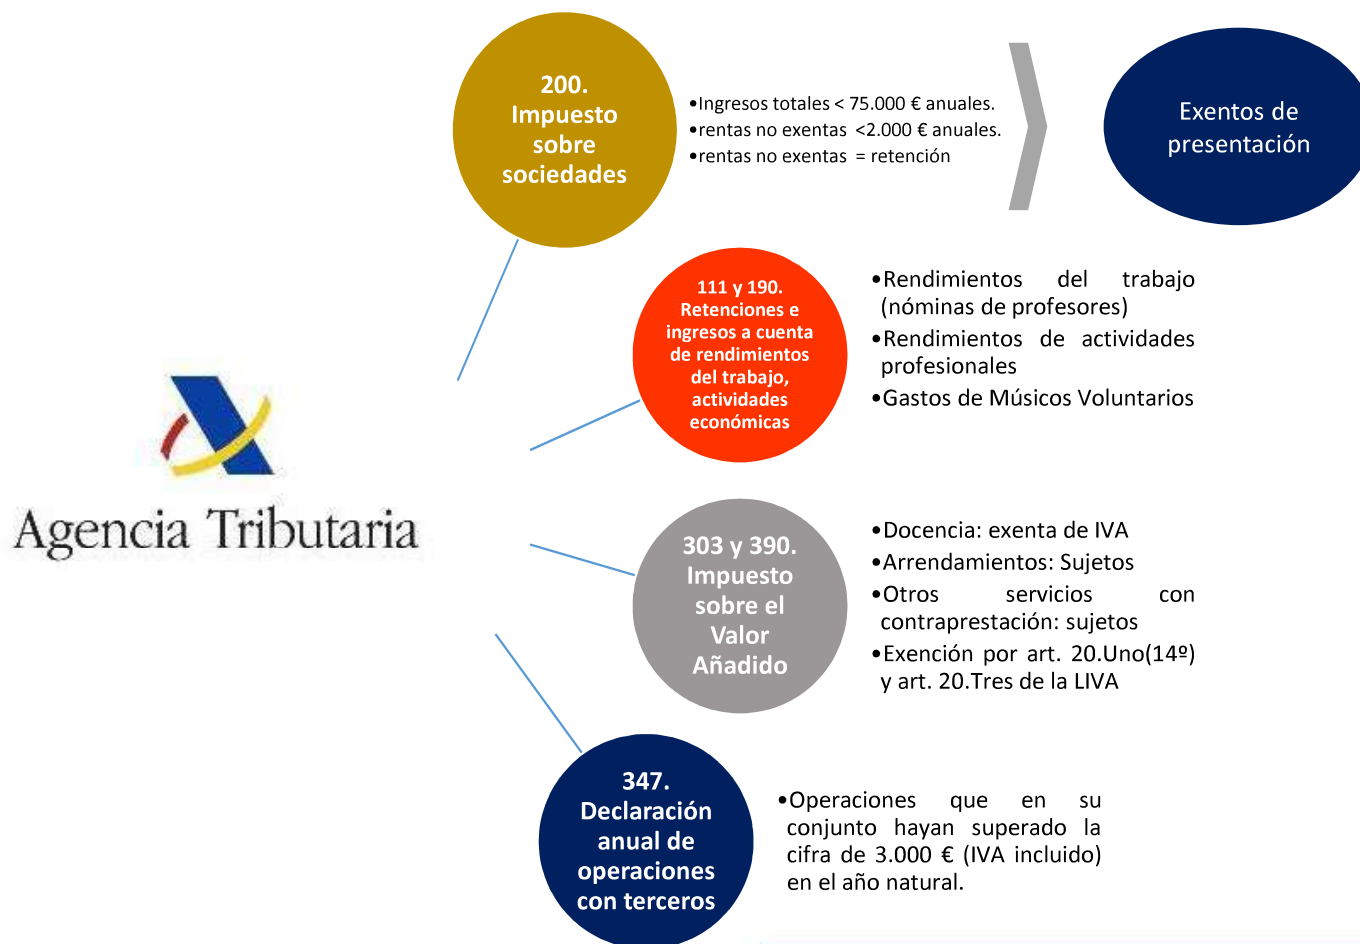 200.
Impuesto
sobre
sociedades
•Ingresos totales < 75.000 € anuales.
•rentas no exentas <2.000 € anuales.
•rentas no exentas = retención
Exentos de
presentación
111 y 190.
Retenciones e
ingresos a cuenta
de rendimientos
del trabajo,
actividades
económicas
•Rendimientos del trabajo
(nóminas de profesores)
•Rendimientos de actividades
profesionales
•Gastos de Músicos Voluntarios
Agencia Tributaria
303 y 390.
Impuesto
sobre el
Valor
Añadido
•Docencia: exenta de IVA
•Arrendamientos: Sujetos
•Otros servicios con
contraprestación: sujetos
•Exención por art. 20.Uno(14º)
y art. 20.Tres de la LIVA
347.
Declaración
anual de
operaciones
con terceros
•Operaciones que en su
conjunto hayan superado la
cifra de 3.000 € (IVA incluido)
en el año natural.